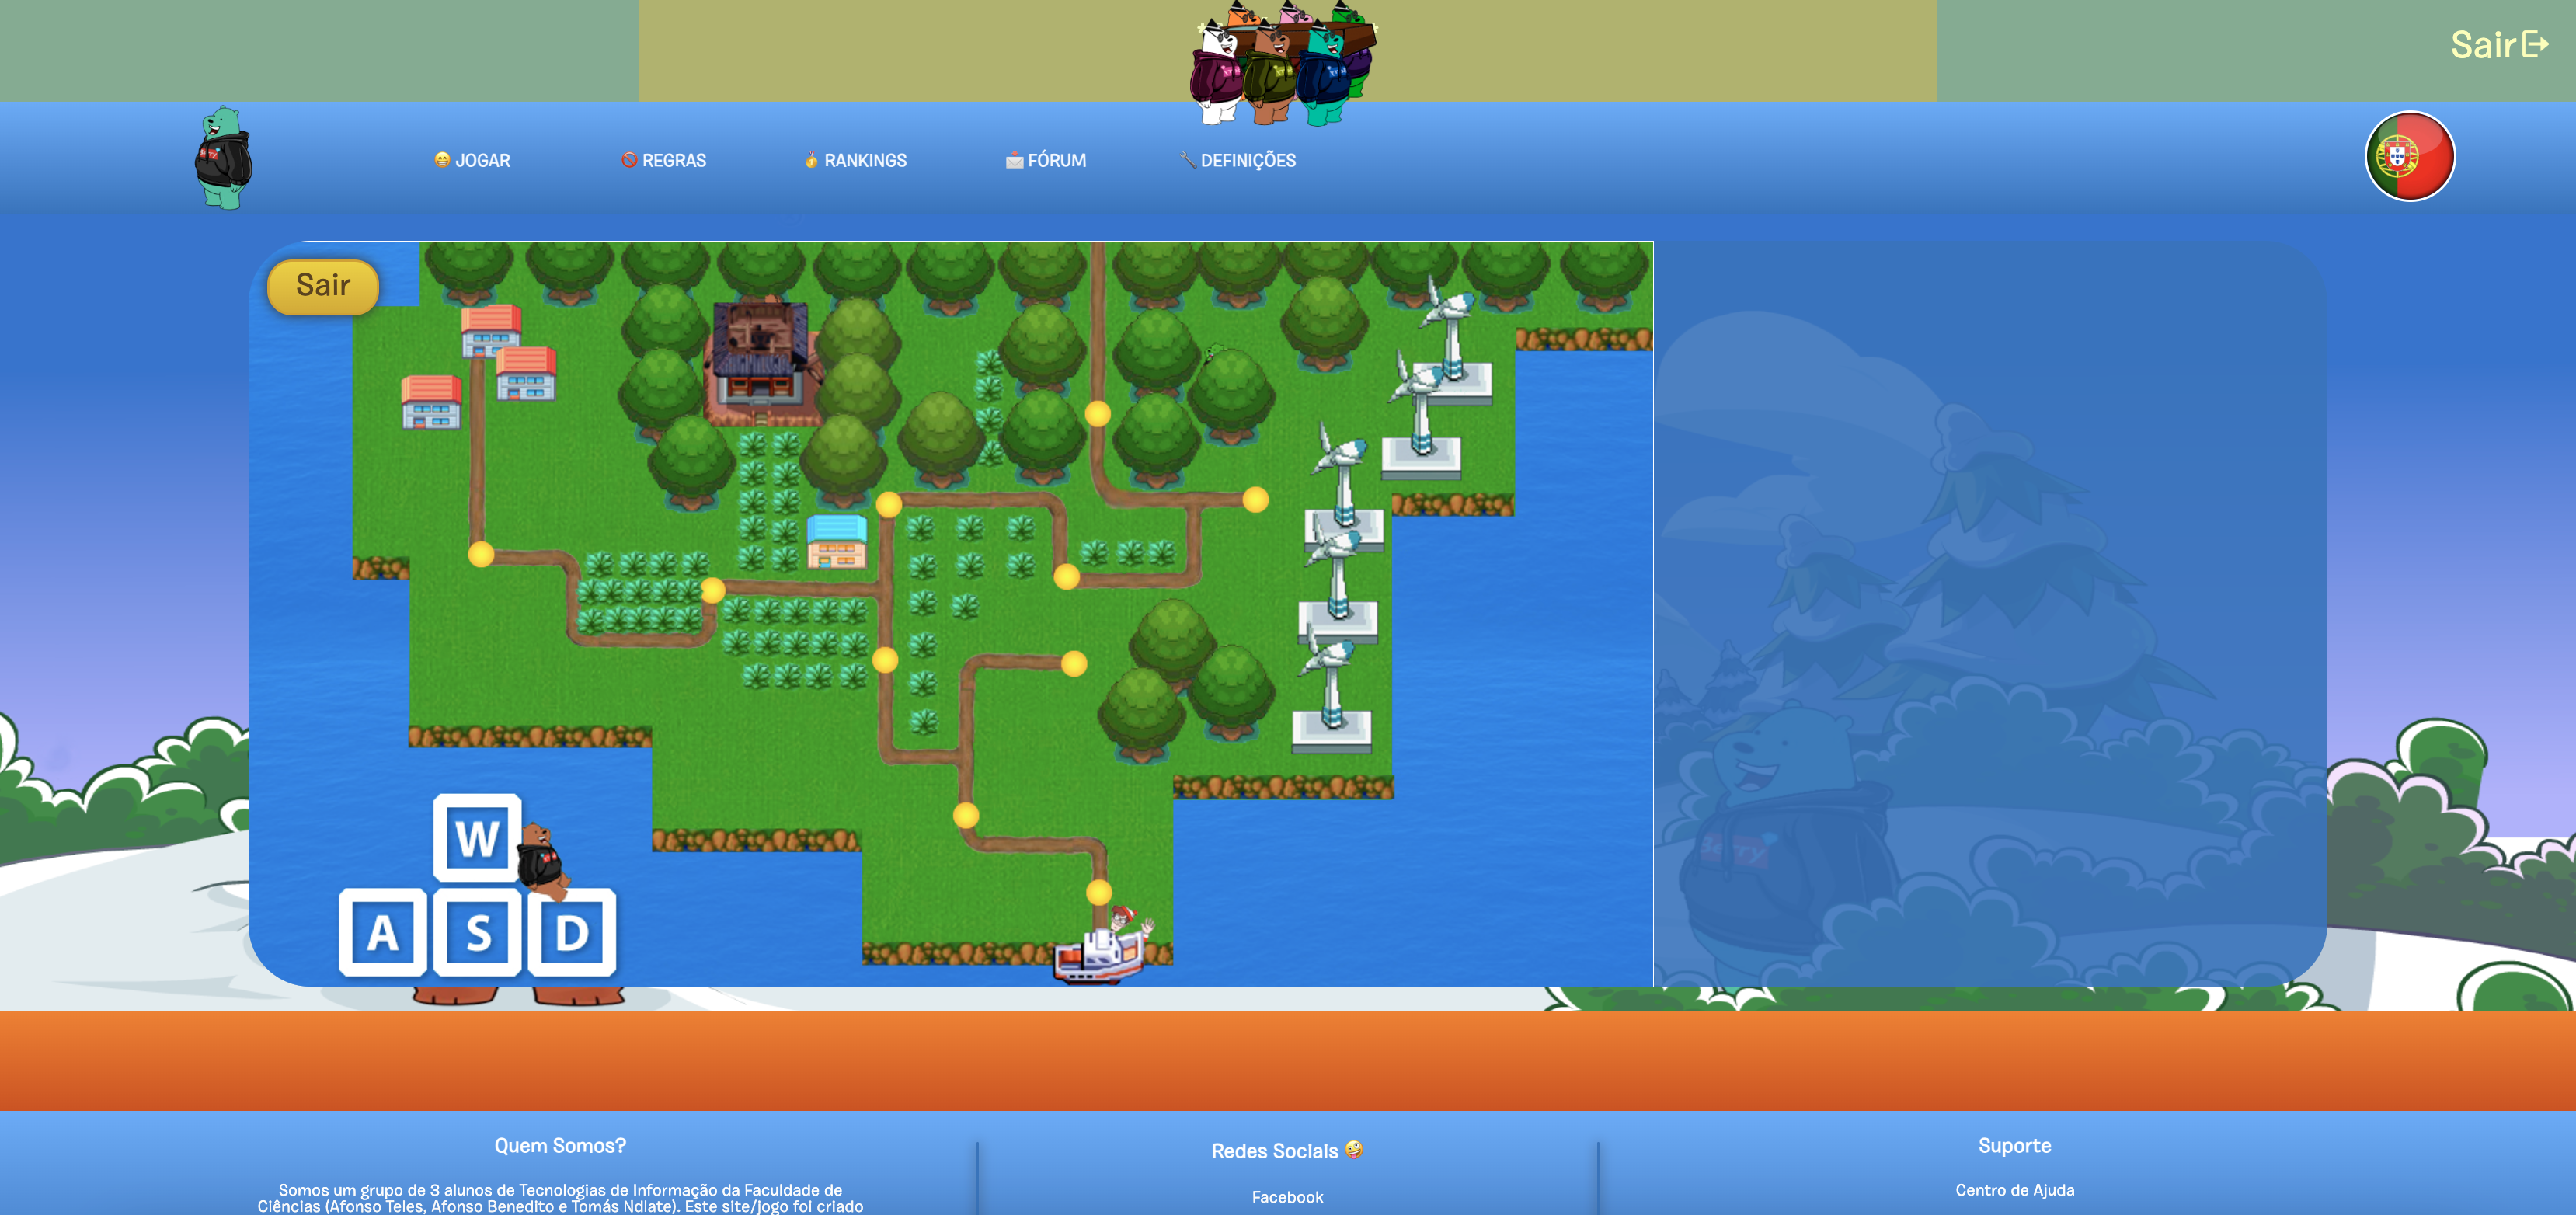 Sair
😁 JOGAR
🚫 REGRAS
🥇 RANKINGS
📩 FÓRUM
🔧 DEFINIÇÕES
Sair
W
A S D
Berry
Quem Somos?
Somos um grupo de 3 alunos de Tecnologias de Informação da Faculdade de
Ciências (Afonso Teles, Afonso Benedito e Tomás Ndlate). Este site/jogo foi criado
Redes Sociais 🤪
Facebook
Suporte
Centro de Ajuda